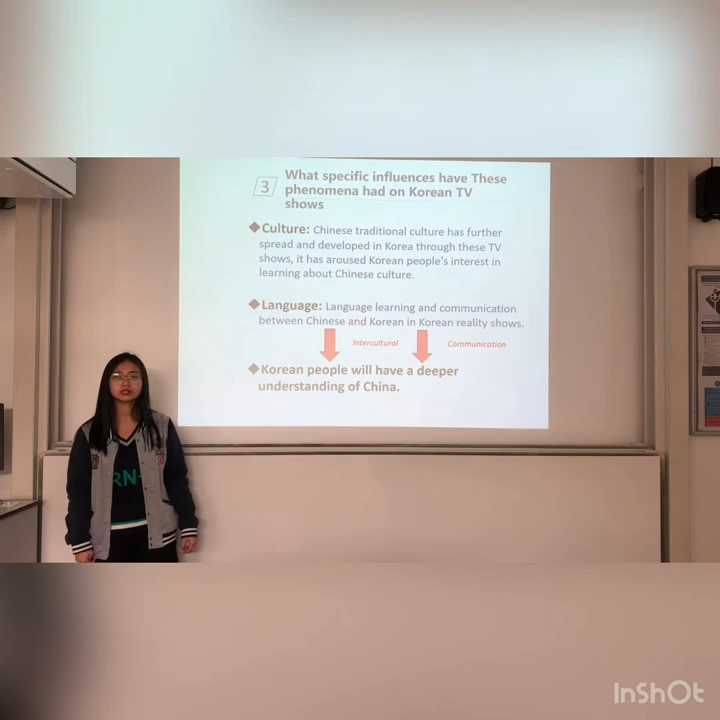 3
What specific influences have These
phenomena had on Korean TV
shows
◆Culture: Chinese traditional culture has further
spread and developed in Korea through these TV
shows, it has aroused Korean people's interest in
learning about Chinese culture.
◆Language: Language learning and communication
between Chinese and Korean in Korean reality shows.
Intercultural
Communication
◆Korean people will have a deeper
understanding of China.
RN
InShOt